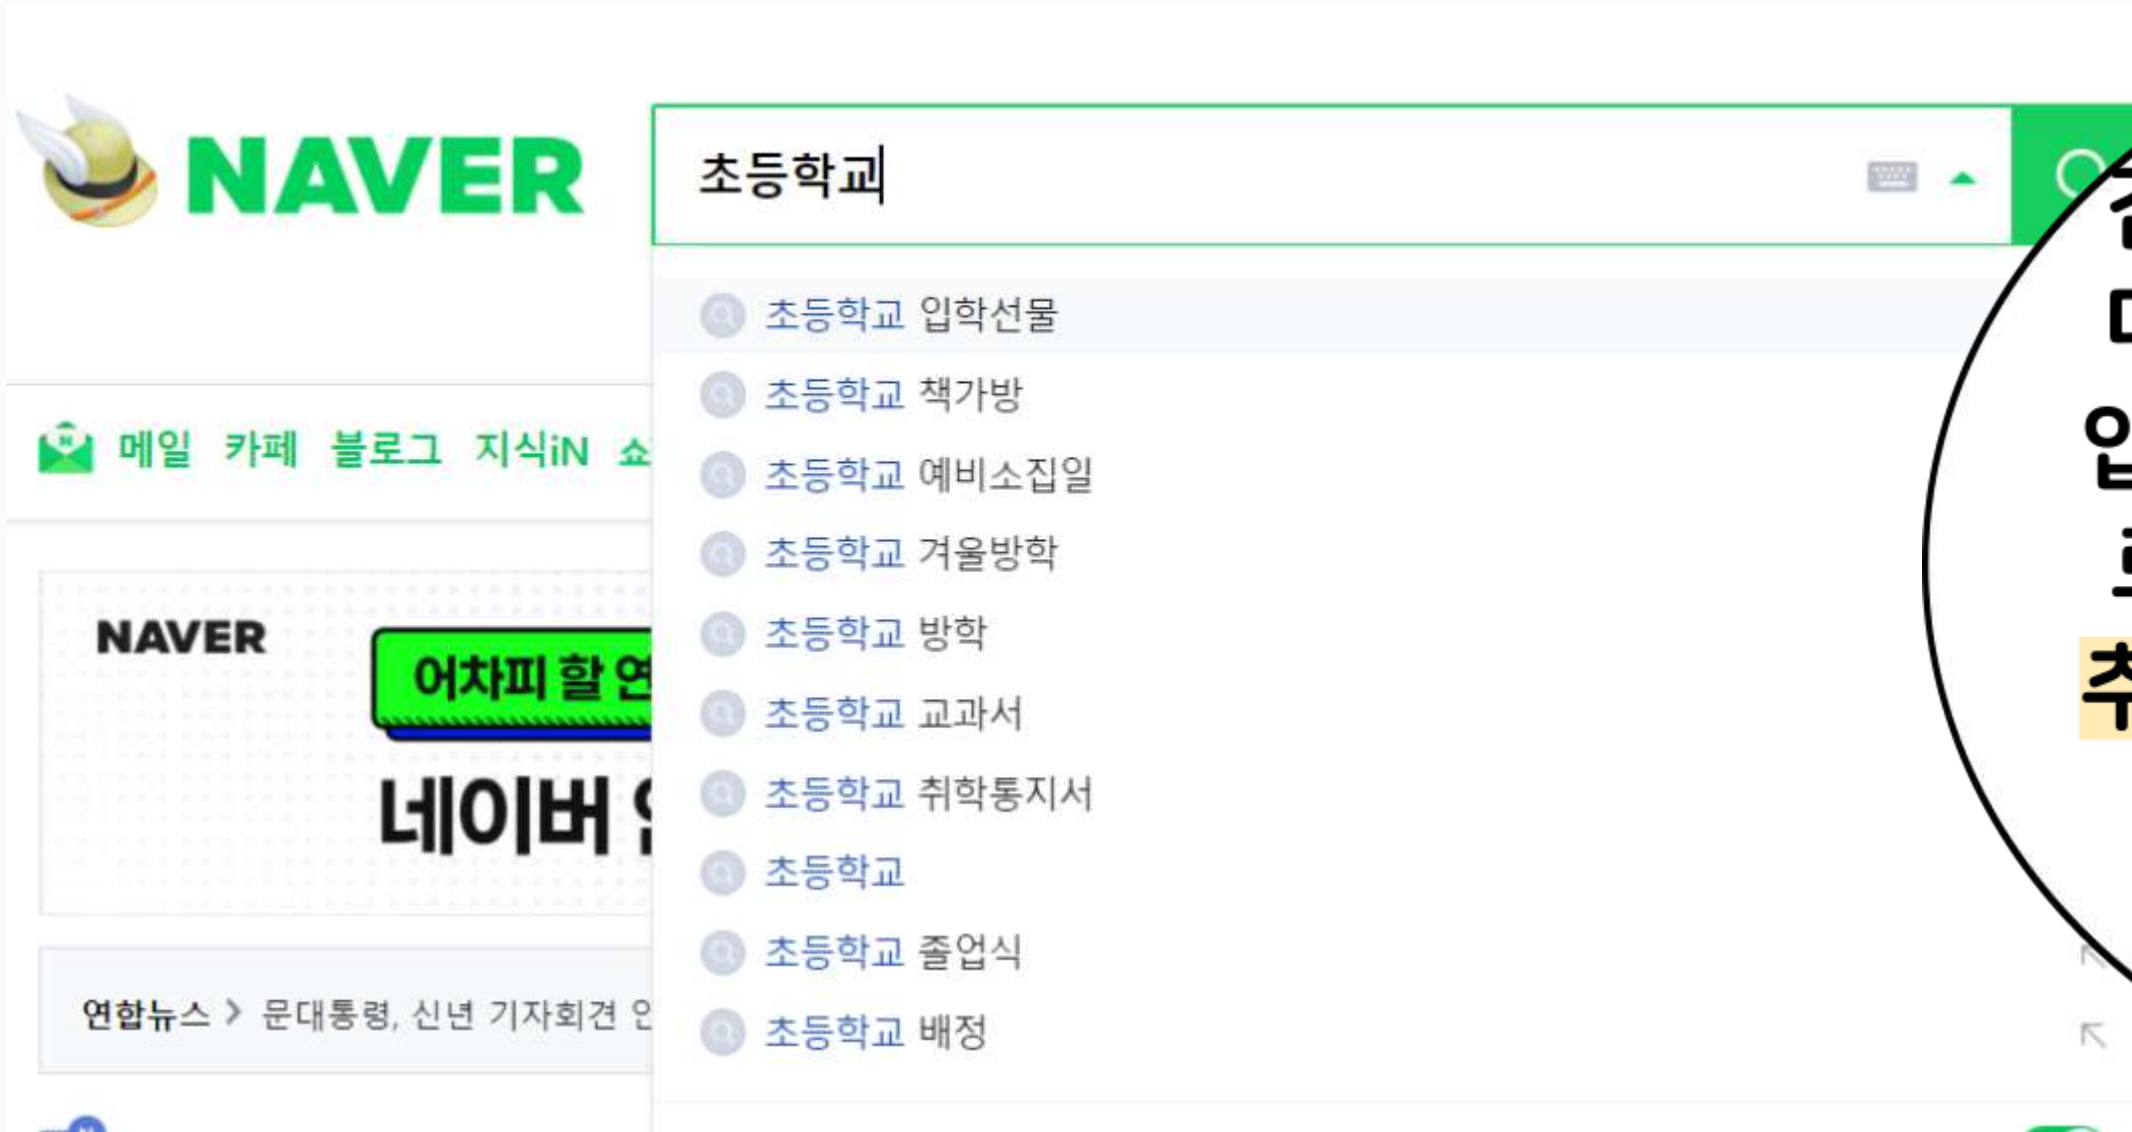 NAVER
초등학교
초등학교 입학선물
초등학교 책가방
초등학교 예비소집일
초등학교 겨울방학
초등학교 방학
초등학교 교과서
초등학교 취학통지서
초등학교
초등학교 졸업식
초등학교 배정
메일 카페 블로그 지식iN
NAVER
어차피 할
네이버
연합뉴스 > 문대통령, 신년 기자회견